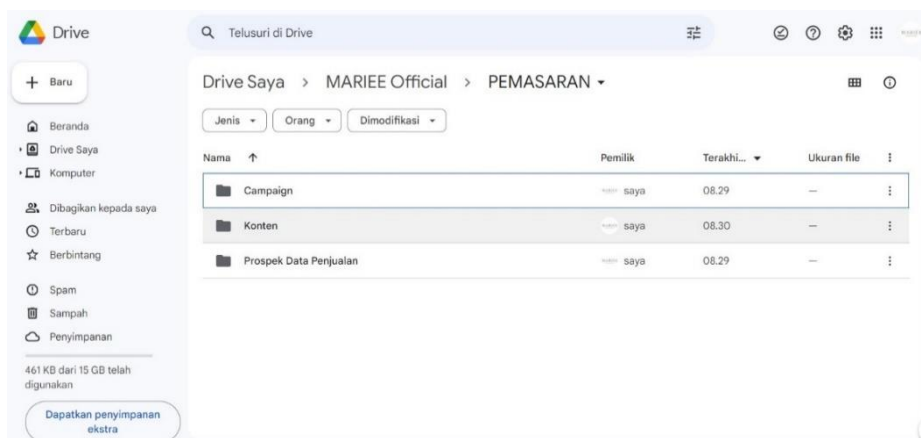 Drive
Telusuri di Drive
Baru
Drive Saya > MARIEE Official > PEMASARAN
Jenis Orang Dimodifikasi
Beranda
Drive Saya
Komputer
Dibagikan kepada saya
Terbaru
Berbintang
Spam
Sampah
Penyimpanan
461 KB dari 15 GB telah
digunakan
Dapatkan penyimpanan
ekstra
Nama Pemilik Terakhi... Ukuran file
Campaign saya 08.29 —
Konten saya 08.30 —
Prospek Data Penjualan saya 08.29 —